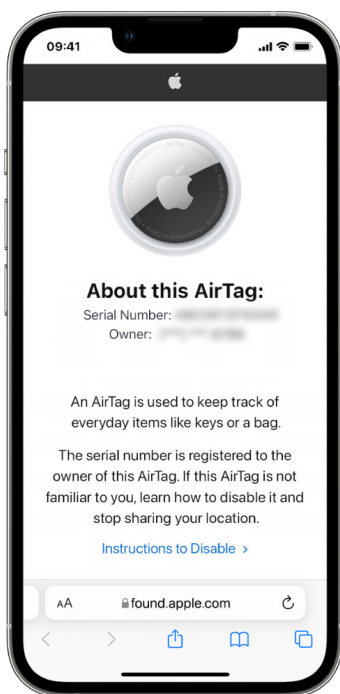 09:41
About this AirTag:
Serial Number:
Owner:
An AirTag is used to keep track of
everyday items like keys or a bag.
The serial number is registered to the
owner of this AirTag. If this AirTag is not
familiar to you, learn how to disable it and
stop sharing your location.
Instructions to Disable >
AA
found.apple.com